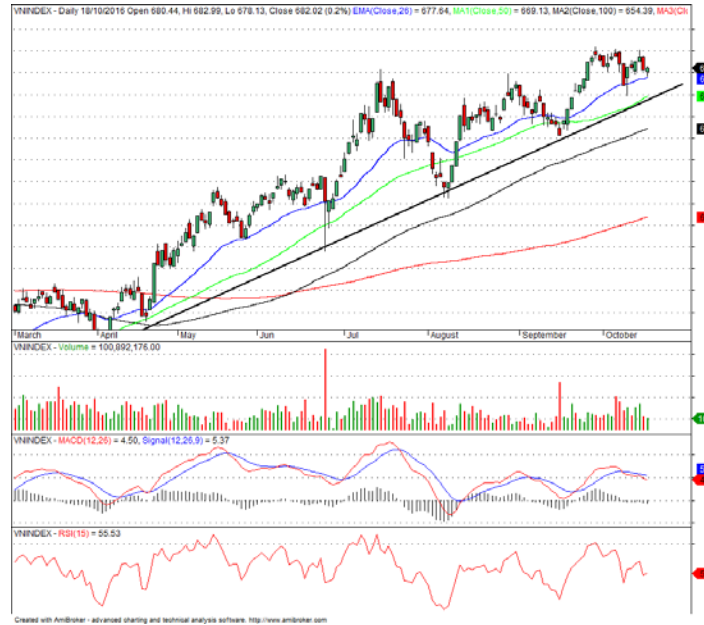 VNINDEX - Daily 18/10/2016 Open 680.44, Hi 682.99, Lo 678.13, Close 682.02 (0.2%) EMA(Close,26) = 677.64, MA1(Close,50) = 669.13, MA2(Close,100) = 654.39, MA3(Cl
March April May Jun Jul August September October
VNINDEX - Volume = 100,892,176.00
VNINDEX - MACD(12,26) = 4.50, Signal(12,26,9) = 5.37
VNINDEX - RSI(15) = 55.53
Created with AmiBroker - advanced charting and technical analysis software. http://www.amibroker.com